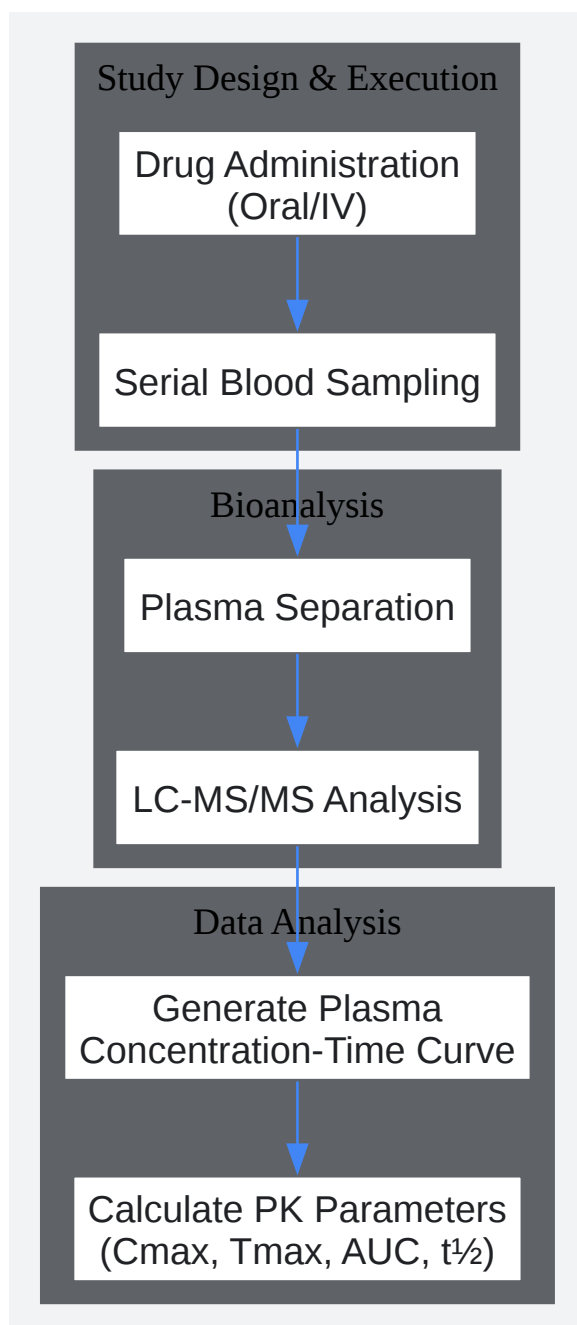 Study Design & Execution
Drug Administration
(Oral/IV)
Serial Blood Sampling
Bioanalysis
Plasma Separation
LC-MS/MS Analysis
Data Analysis
Generate Plasma
Concentration-Time Curve
Calculate PK Parameters
(Cmax, Tmax, AUC, t½)